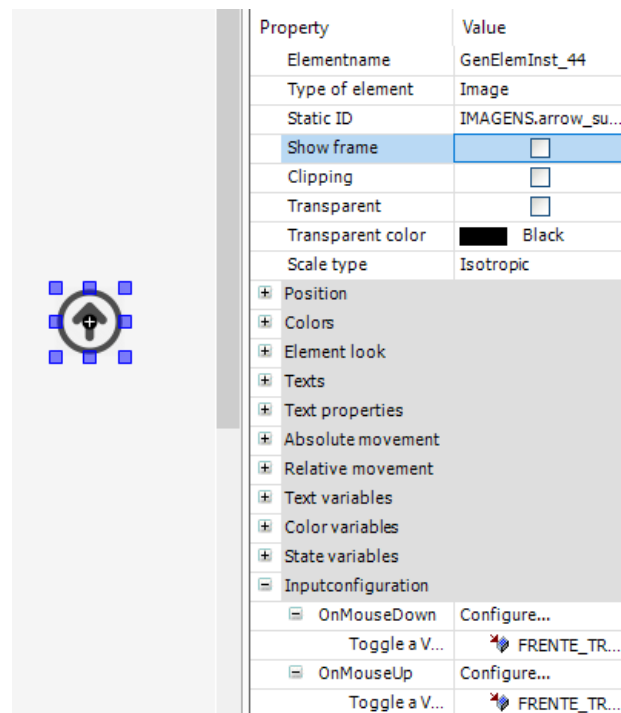 Property Value
Elementname GenElemInst_44
Type of element Image
Static ID IMAGENS.arrow_su...
Show frame
Clipping
Transparent
Transparent color Black
Scale type Isotropic
Position
Colors
Element look
Texts
Text properties
Absolute movement
Relative movement
Text variables
Color variables
State variables
Inputconfiguration
OnMouseDown Configure...
Toggle a V... FRENTE_TR...
OnMouseUp Configure...
Toggle a V... FRENTE_TR...